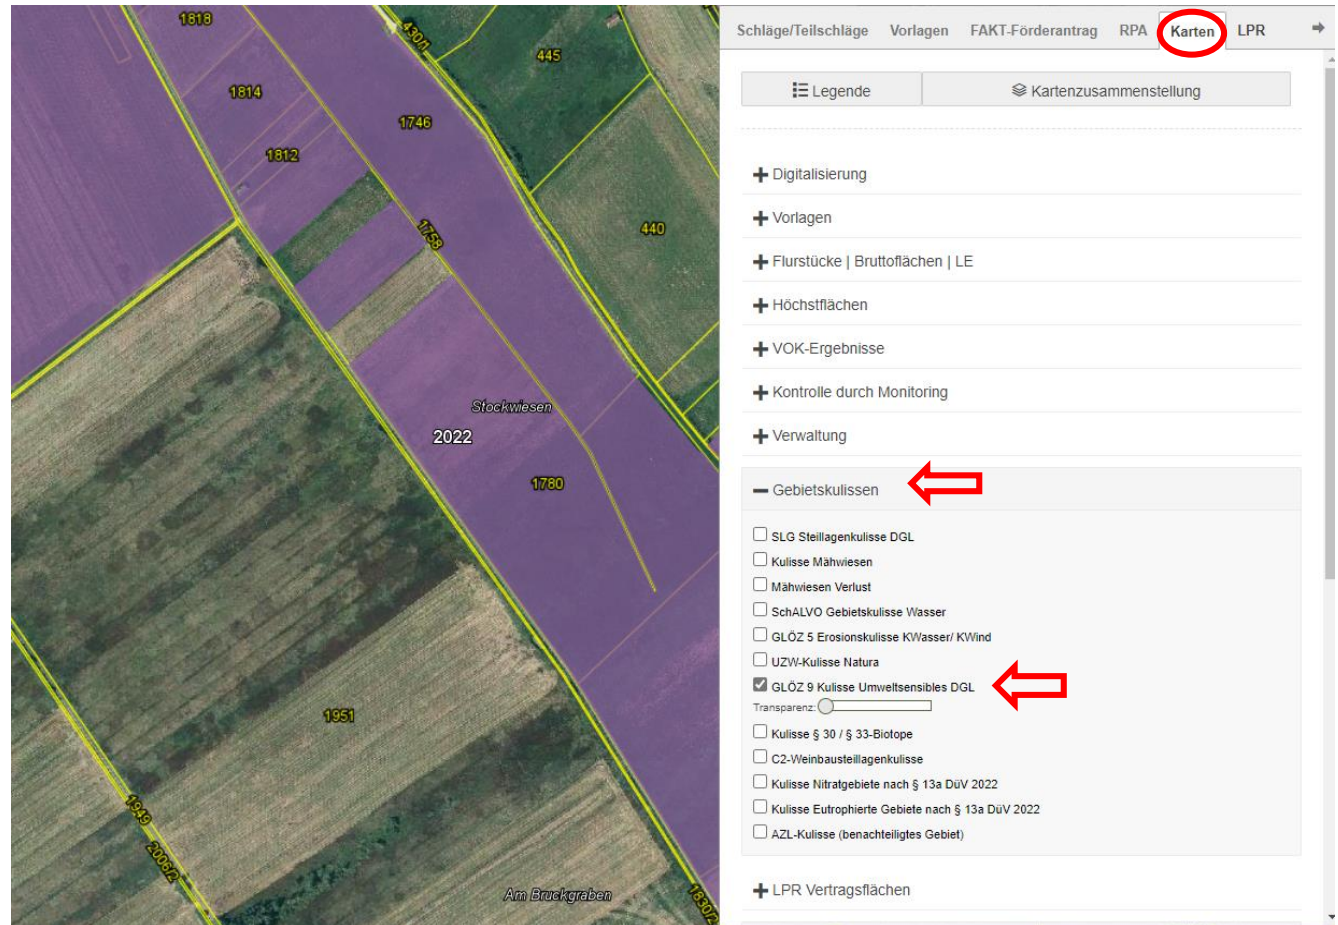 1818
430/1
445
1814
1746
1812
1758
440
Stockwiesen
2022
1780
1951
1949
2006/2
Am Bruckgraben
1830/2
Schläge/Teilschläge Vorlagen FAKT-Förderantrag RPA Karten LPR
Legende Kartenzusammenstellung
Digitalisierung
Vorlagen
Flurstücke | Bruttoflächen | LE
Höchstflächen
VOK-Ergebnisse
Kontrolle durch Monitoring
Verwaltung
Gebietskulissen
SLG Steillagenkulisse DGL
Kulisse Mähwiesen
Mähwiesen Verlust
SchALVO Gebietskulisse Wasser
GLÖZ 5 Erosionskulisse KWasser/ KWind
UZW-Kulisse Natura
GLÖZ 9 Kulisse Umweltsensibles DGL
Transparenz:
Kulisse § 30 / § 33-Biotope
C2-Weinbausteillagenkulisse
Kulisse Nitratgebiete nach § 13a DüV 2022
Kulisse Eutrophierte Gebiete nach § 13a DüV 2022
AZL-Kulisse (benachteiligtes Gebiet)
LPR Vertragsflächen